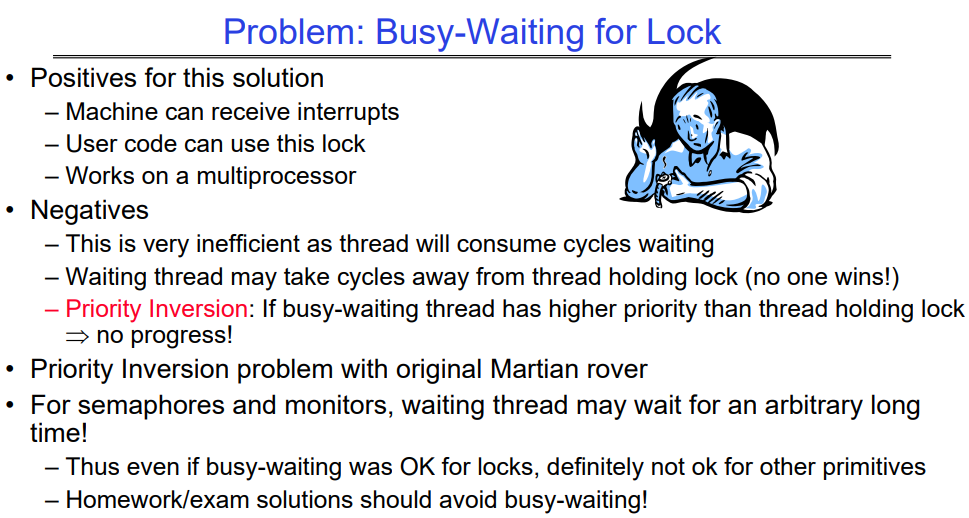 Problem: Busy-Waiting for Lock
• Positives for this solution
– Machine can receive interrupts
– User code can use this lock
– Works on a multiprocessor
• Negatives
– This is very inefficient as thread will consume cycles waiting
– Waiting thread may take cycles away from thread holding lock (no one wins!)
– Priority Inversion: If busy-waiting thread has higher priority than thread holding lock
⇒ no progress!
• Priority Inversion problem with original Martian rover
• For semaphores and monitors, waiting thread may wait for an arbitrary long
time!
– Thus even if busy-waiting was OK for locks, definitely not ok for other primitives
– Homework/exam solutions should avoid busy-waiting!